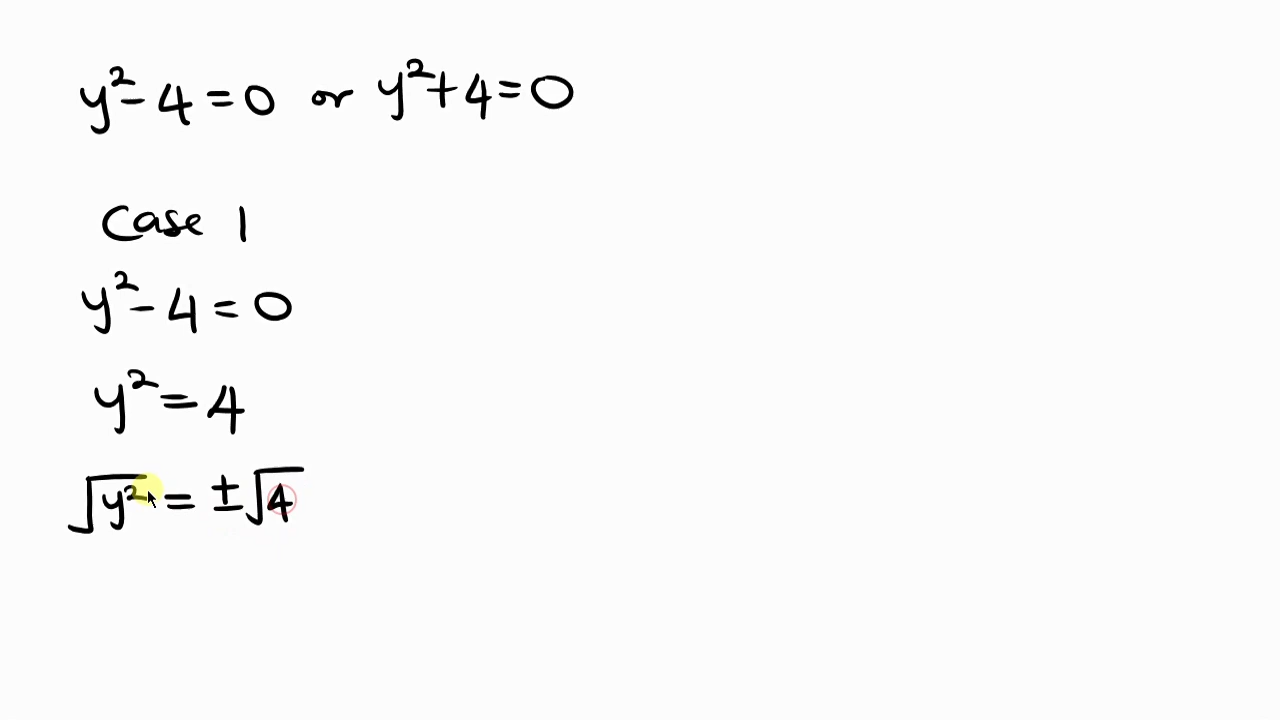 y²-4=0 or y²+4=0
Case 1
y²-4=0
y²=4
√y² = ±√4